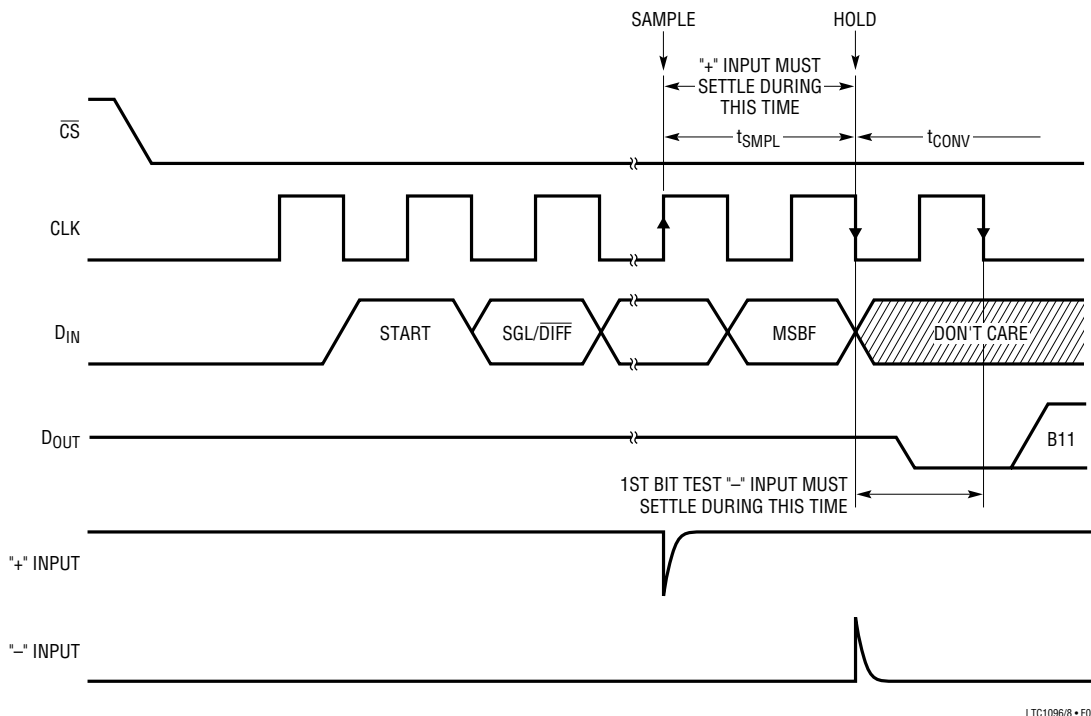 SAMPLE HOLD
"+" INPUT MUST
SETTLE DURING
THIS TIME
CS
tSMPL tCONV
CLK
DIN
START SGL/DIFF MSBF DON'T CARE
DOUT
B11
1ST BIT TEST "–" INPUT MUST
SETTLE DURING THIS TIME
"+" INPUT
"–" INPUT
LTC1096/8 • F0